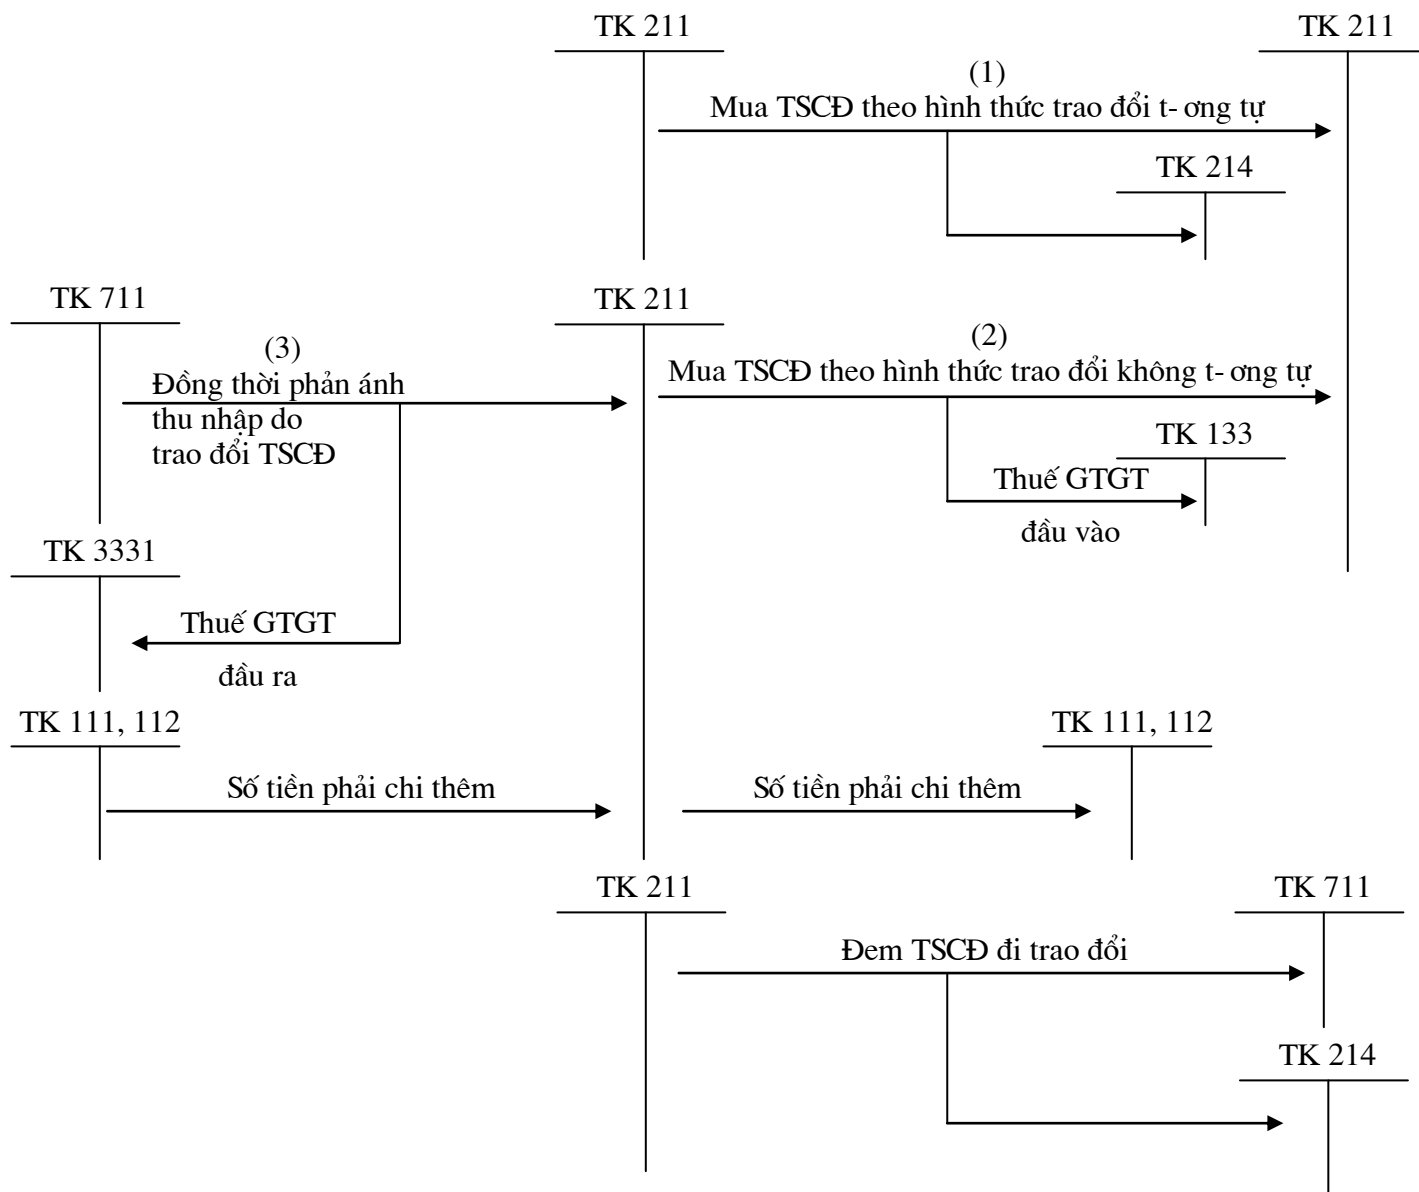 TK 211
TK 211
(1)
Mua TSCĐ theo hình thức trao đổi t- ơng tự
TK 214
TK 711
TK 211
(3)
Đồng thời phản ánh
thu nhập do
trao đổi TSCĐ
(2)
Mua TSCĐ theo hình thức trao đổi không t- ơng tự
TK 133
Thuế GTGT
đầu vào
TK 3331
Thuế GTGT
đầu ra
TK 111, 112
TK 111, 112
Số tiền phải chi thêm
Số tiền phải chi thêm
TK 211
TK 711
Đem TSCĐ đi trao đổi
TK 214